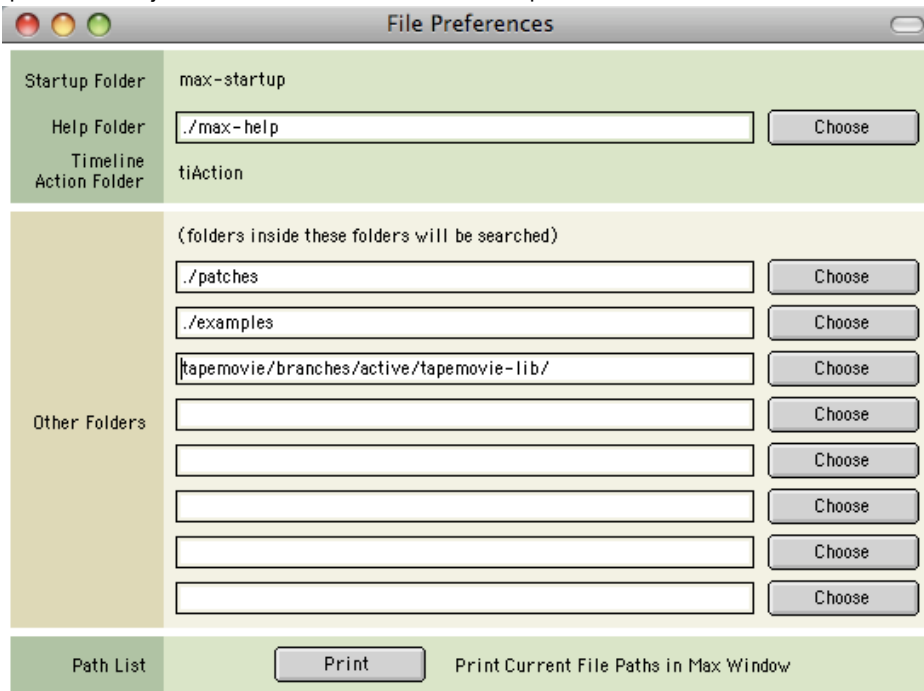 File Preferences
Startup Folder max-startup
Help Folder ./max-help Choose
Timeline
Action Folder tiAction
(folders inside these folders will be searched)
./patches Choose
./examples Choose
tapemovie/branches/active/tapemovie-lib/ Choose
Other Folders Choose
Choose
Choose
Choose
Choose
Path List Print Print Current File Paths in Max Window